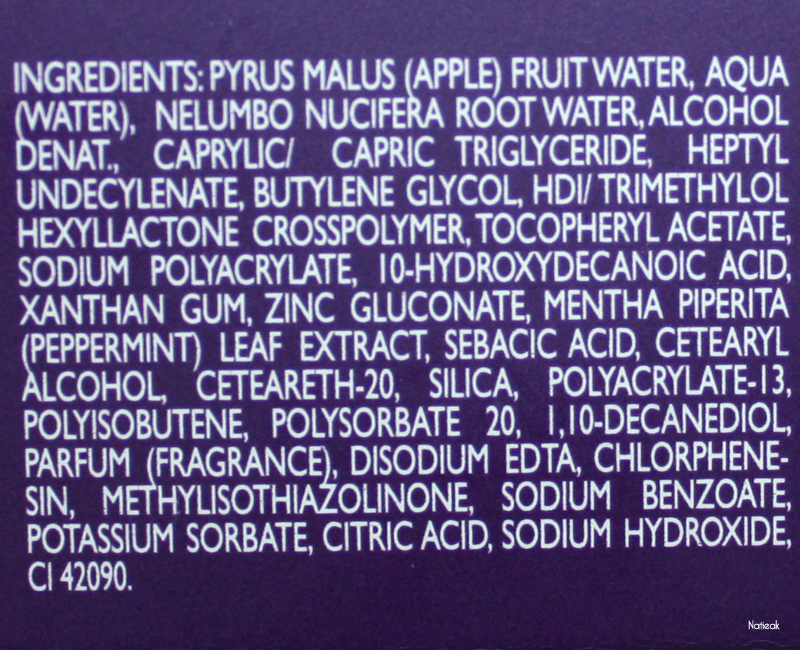 INGREDIENTS: PYRUS MALUS (APPLE) FRUIT WATER, AQUA
(WATER), NELUMBO NUCIFERA ROOT WATER, ALCOHOL
DENAT., CAPRYLIC/ CAPRIC TRIGLYCERIDE, HEPTYL
UNDECYLENATE, BUTYLENE GLYCOL, HDI/ TRIMETHYLOL
HEXYLLACTONE CROSSPOLYMER, TOCOPHERYL ACETATE,
SODIUM POLYACRYLATE, 10-HYDROXYDECANOIC ACID,
XANTHAN GUM, ZINC GLUCONATE, MENTHA PIPERITA
(PEPPERMINT) LEAF EXTRACT, SEBACIC ACID, CETEARYL
ALCOHOL, CETEARETH-20, SILICA, POLYACRYLATE-13,
POLYISOBUTENE, POLYSORBATE 20, 1,10-DECANEDIOL,
PARFUM (FRAGRANCE), DISODIUM EDTA, CHLORPHENE-
SIN, METHYLISOTHIAZOLINONE, SODIUM BENZOATE,
POTASSIUM SORBATE, CITRIC ACID, SODIUM HYDROXIDE,
CI 42090.
Natieak